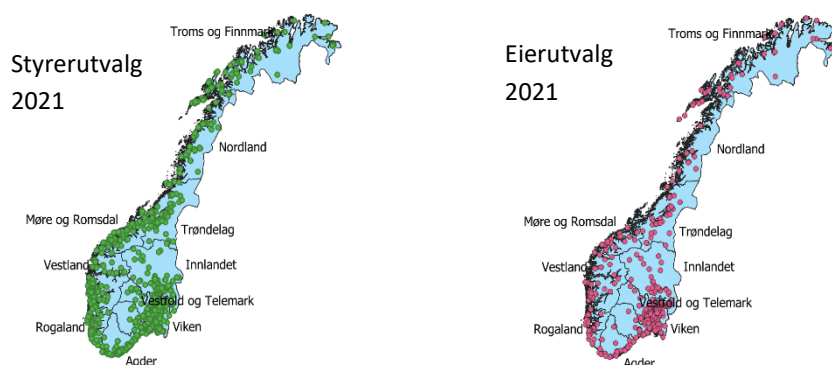 Styrerutvalg
2021
Troms og Finnmark
Nordland
Møre og Romsdal
Trøndelag
Vestland
Innlandet
Vestfold og Telemark
Rogaland
Viken
Agder
Eierutvalg
2021
Troms og Finnmark
Nordland
Møre og Romsdal
Trøndelag
Vestland
Innlandet
Vestfold og Telemark
Rogaland
Viken
Agder